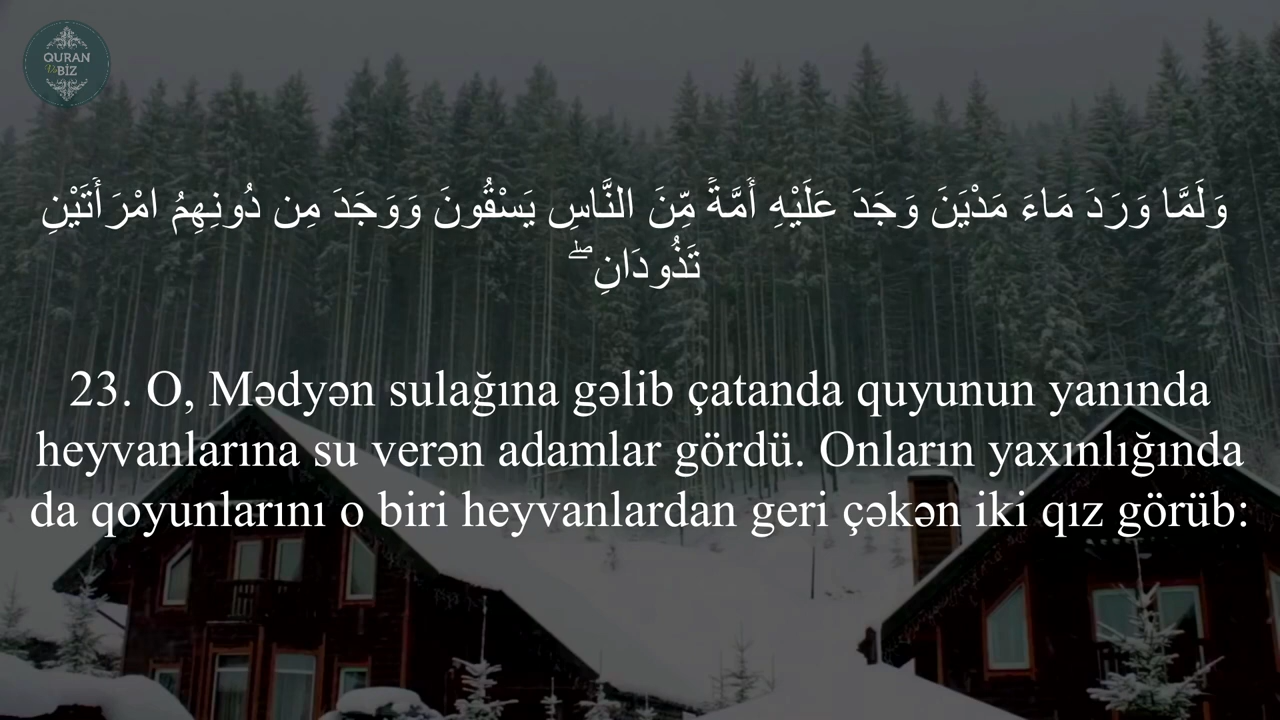 QURAN
Və BİZ
وَلَمَّا وَرَدَ مَاءَ مَدْيَنَ وَجَدَ عَلَيْهِ أُمَّةً مِّنَ النَّاسِ يَسْقُونَ وَوَجَدَ مِن دُونِهِمُ امْرَأَتَيْنِ
تَذُودَانِ ۖ
23. O, Mədyən sulağına gəlib çatanda quyunun yanında
heyvanlarına su verən adamlar gördü. Onların yaxınlığında
da qoyunlarını o biri heyvanlardan geri çəkən iki qız görüb: